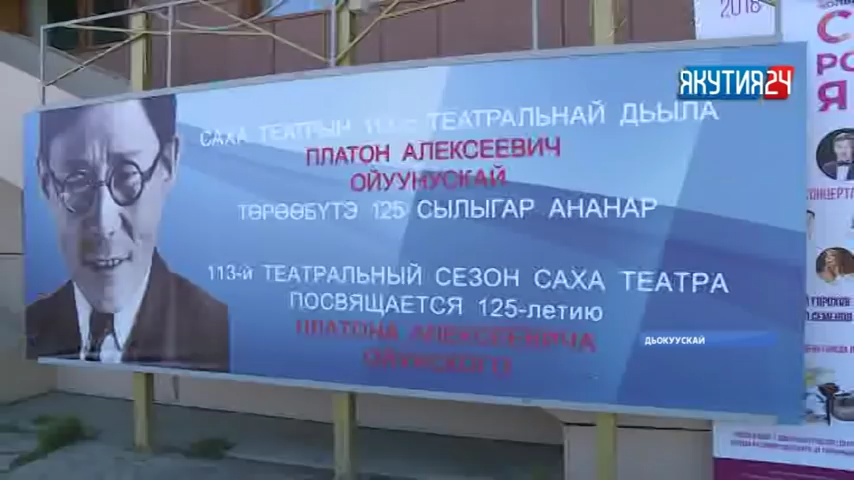 2018
ЯКУТИЯ24
САХА ТЕАТРЫН ТЕАТРАЛЬНАЙ ДЬЫЛА
ПЛАТОН АЛЕКСЕЕВИЧ
ОЙУУНУСКАЙ
ТӨРӨӨБҮТЭ 125 СЫЛЫГАР АНАНАР
113-й ТЕАТРАЛЬНЫЙ СЕЗОН САХА ТЕАТРА
ПОСВЯЩАЕТСЯ 125-летию
ПЛАТОНА АЛЕКСЕЕВИЧА
ОЙУНСКОГО
ДЬОКУУСКАЙ